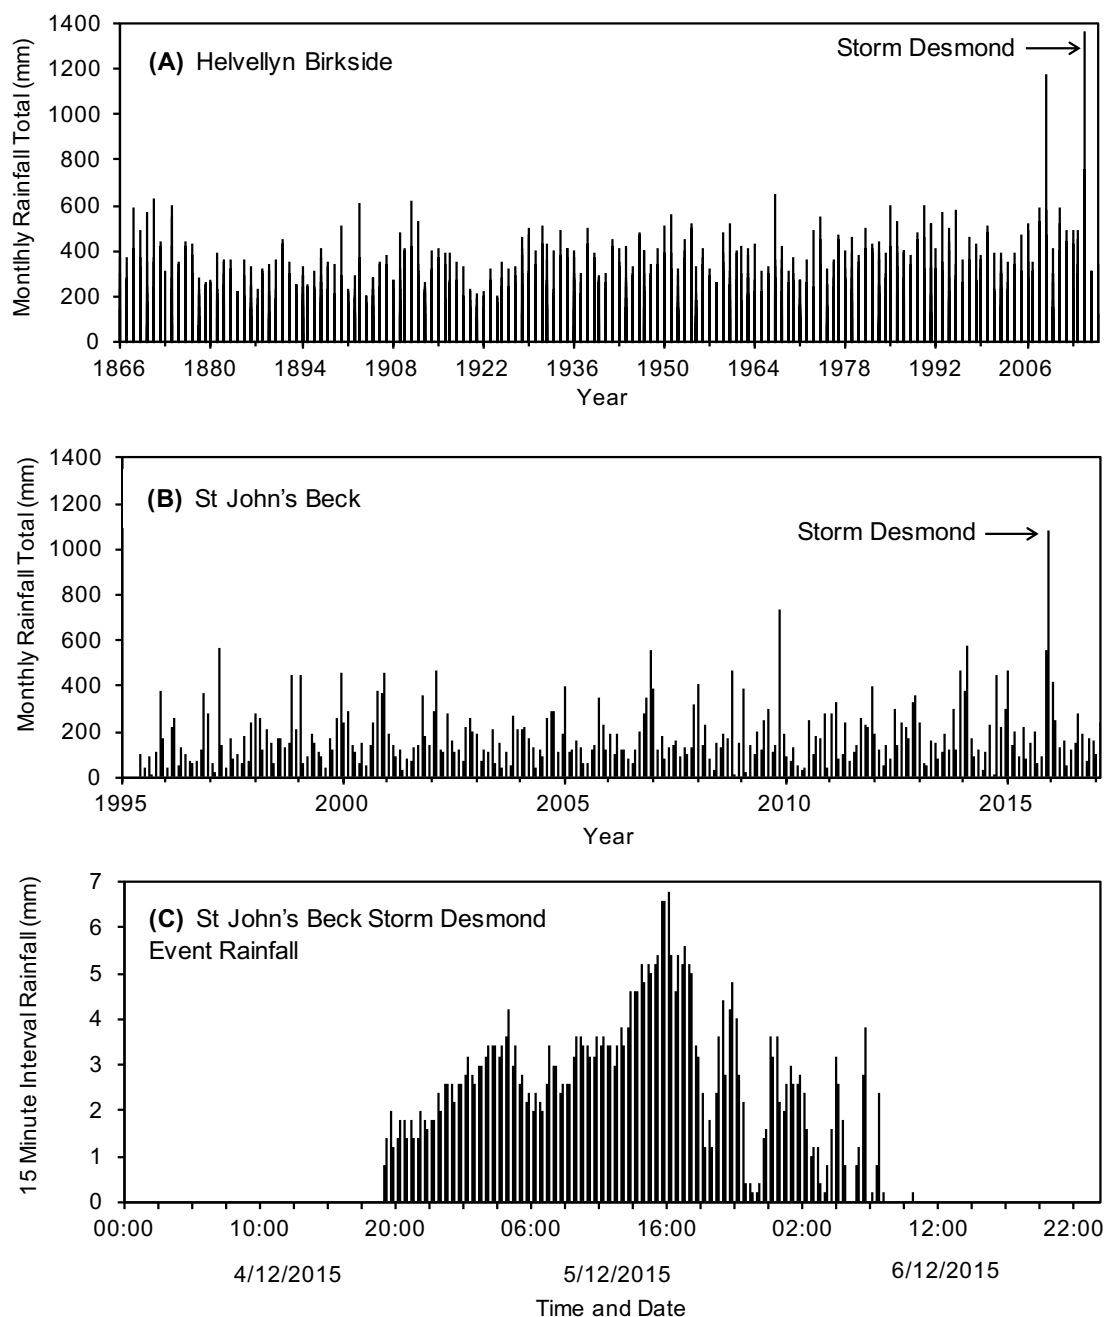 1400
1200
1000
800
600
400
200
0
Montlhly Rainfall Total (mm)
(A) Helvellyn Birkside
Storm Desmond
1866 1880 1894 1908 1922 1936 1950 1964 1978 1992 2006
Year
1400
1200
1000
800
600
400
200
0
Monthly Rainfall Total (mm)
(B) St John's Beck
Storm Desmond
1995 2000 2005 2010 2015
Year
7
6
5
4
3
2
1
0
15 Minute Interval Rainfall (mm)
(C) St John's Beck Storm Desmond
Event Rainfall
00:00 10:00 20:00 06:00 16:00 02:00 12:00 22:00
4/12/2015 5/12/2015 6/12/2015
Time and Date